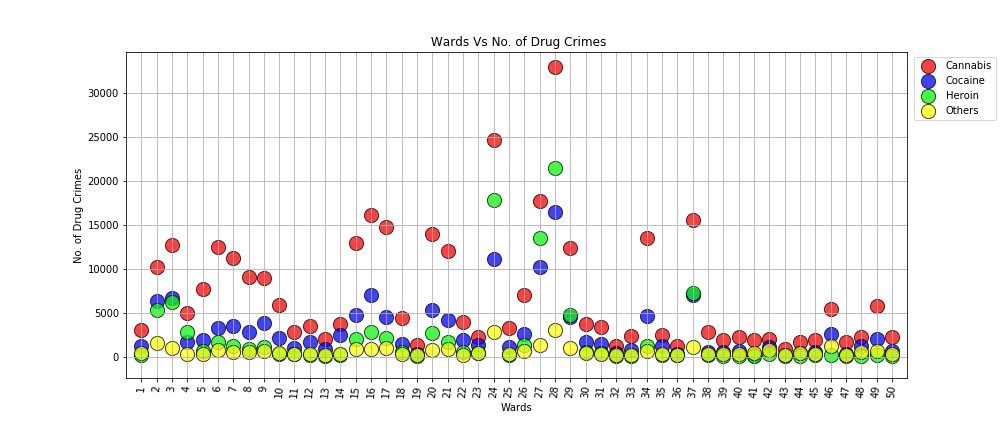 Wards Vs No. of Drug Crimes
Cannabis
Cocaine
Heroin
Others
No. of Drug Crimes
30000
25000
20000
15000
10000
5000
0
1 2 3 4 5 6 7 8 9 10 11 12 13 14 15 16 17 18 19 20 21 22 23 24 25 26 27 28 29 30 31 32 33 34 35 36 37 38 39 40 41 42 43 44 45 46 47 48 49 50
Wards